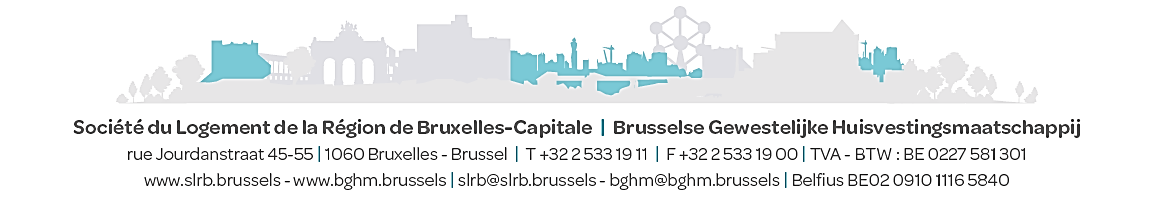 Société du Logement de la Région de Bruxelles-Capitale | Brusselse Gewestelijke Huisvestingsmaatschappij
rue Jourdanstraat 45-55 | 1060 Bruxelles - Brussel | T +32 2 533 19 11 | F +32 2 533 19 00 | TVA - BTW : BE 0227 581 301
www.slrb.brussels - www.bghm.brussels | slrb@slrb.brussels - bghm@bghm.brussels | Belfius BE02 0910 1116 5840